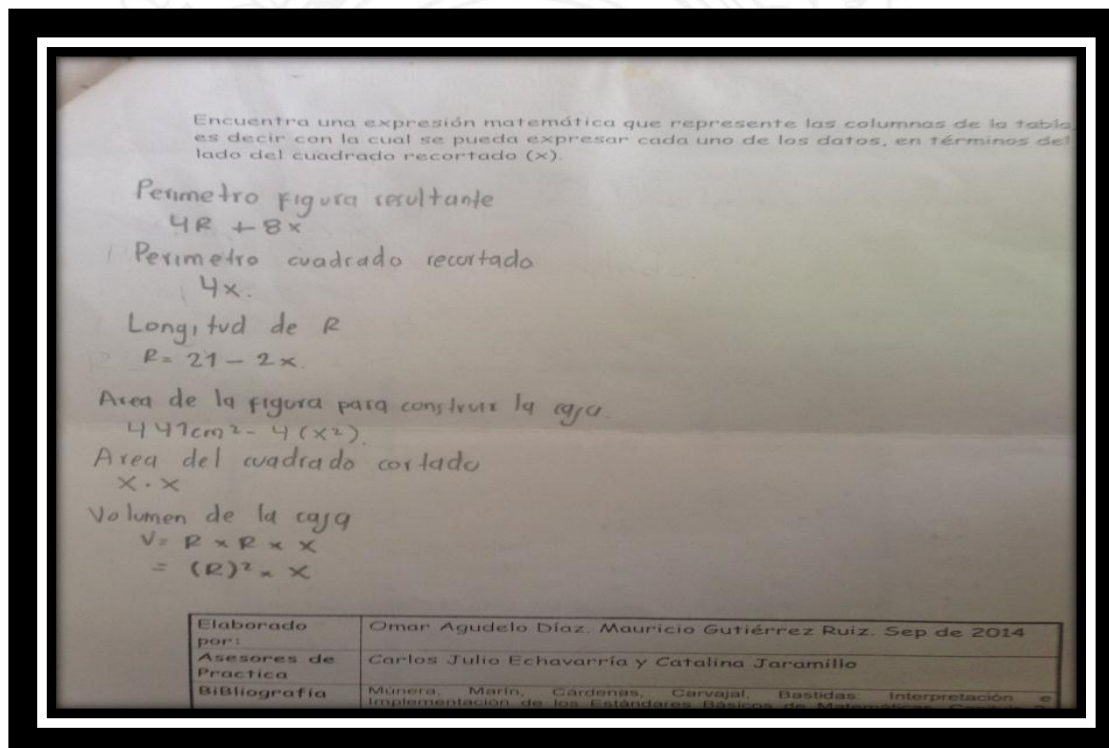 Encuentra una expresión matemática que represente las columnas de la tabla,
es decir con la cual se pueda expresar cada uno de los datos, en términos del
lado del cuadrado recortado (x).
Perimetro figura resultante
4R + 8x
Perimetro cuadrado recortado
4x.
Longitud de R
R= 21 - 2x.
Area de la figura para construir la caja.
441cm² - 4(x²).
Area del cuadrado cortado
x . x
Volumen de la caja
V= R × R × x
= (R)² × x
Elaborado por: Omar Agudelo Díaz. Mauricio Gutiérrez Ruiz. Sep de 2014
Asesores de Practica Carlos Julio Echavarría y Catalina Jaramillo
BiBliografía Múnera, Marín, Cárdenas, Carvajal, Bastidas: Interpretación e
Implementación de los Estándares Básicos de Matemáticas.